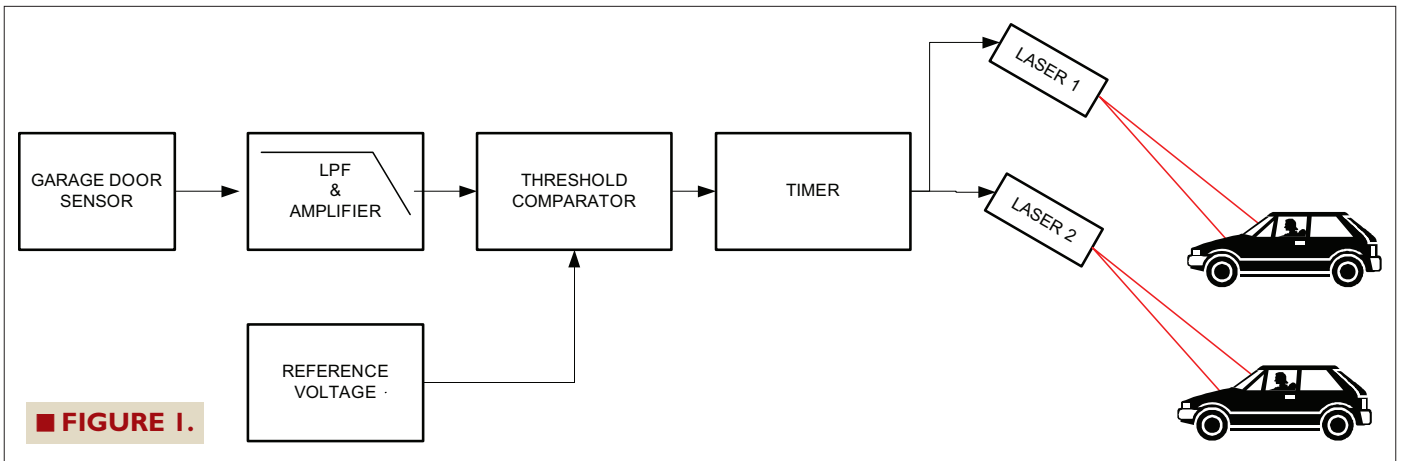 LASER 1
GARAGE DOOR
SENSOR
LPF
&
AMPLIFIER
THRESHOLD
COMPARATOR
TIMER
LASER 2
REFERENCE
VOLTAGE
■ FIGURE 1.